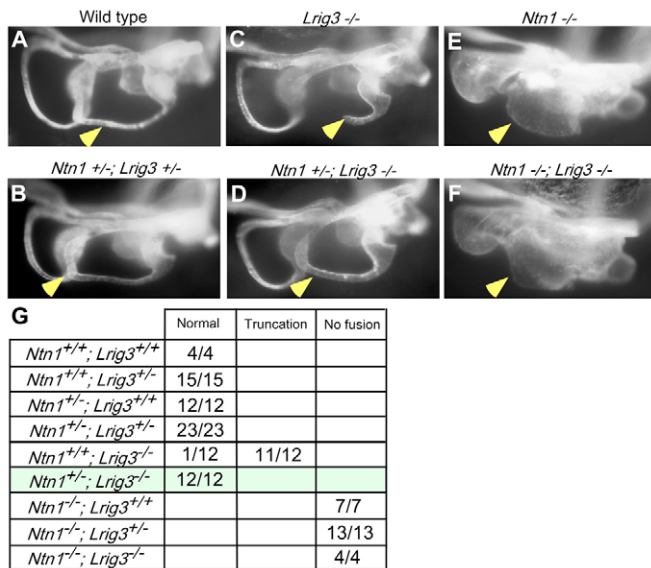 Wild type
Lrig3 -/-
Ntn1 -/-
A
C
E
Ntn1 +/-; Lrig3 +/-
Ntn1 +/-; Lrig3 -/-
Ntn1 -/-; Lrig3 -/-
B
D
F
G
Normal Truncation No fusion
Ntn1+/+; Lrig3+/+ 4/4
Ntn1+/+; Lrig3+/- 15/15
Ntn1+/-; Lrig3+/+ 12/12
Ntn1+/-; Lrig3+/- 23/23
Ntn1+/+; Lrig3-/- 1/12 11/12
Ntn1+/-; Lrig3-/- 12/12
Ntn1-/-; Lrig3+/+ 7/7
Ntn1-/-; Lrig3+/- 13/13
Ntn1-/-; Lrig3-/- 4/4